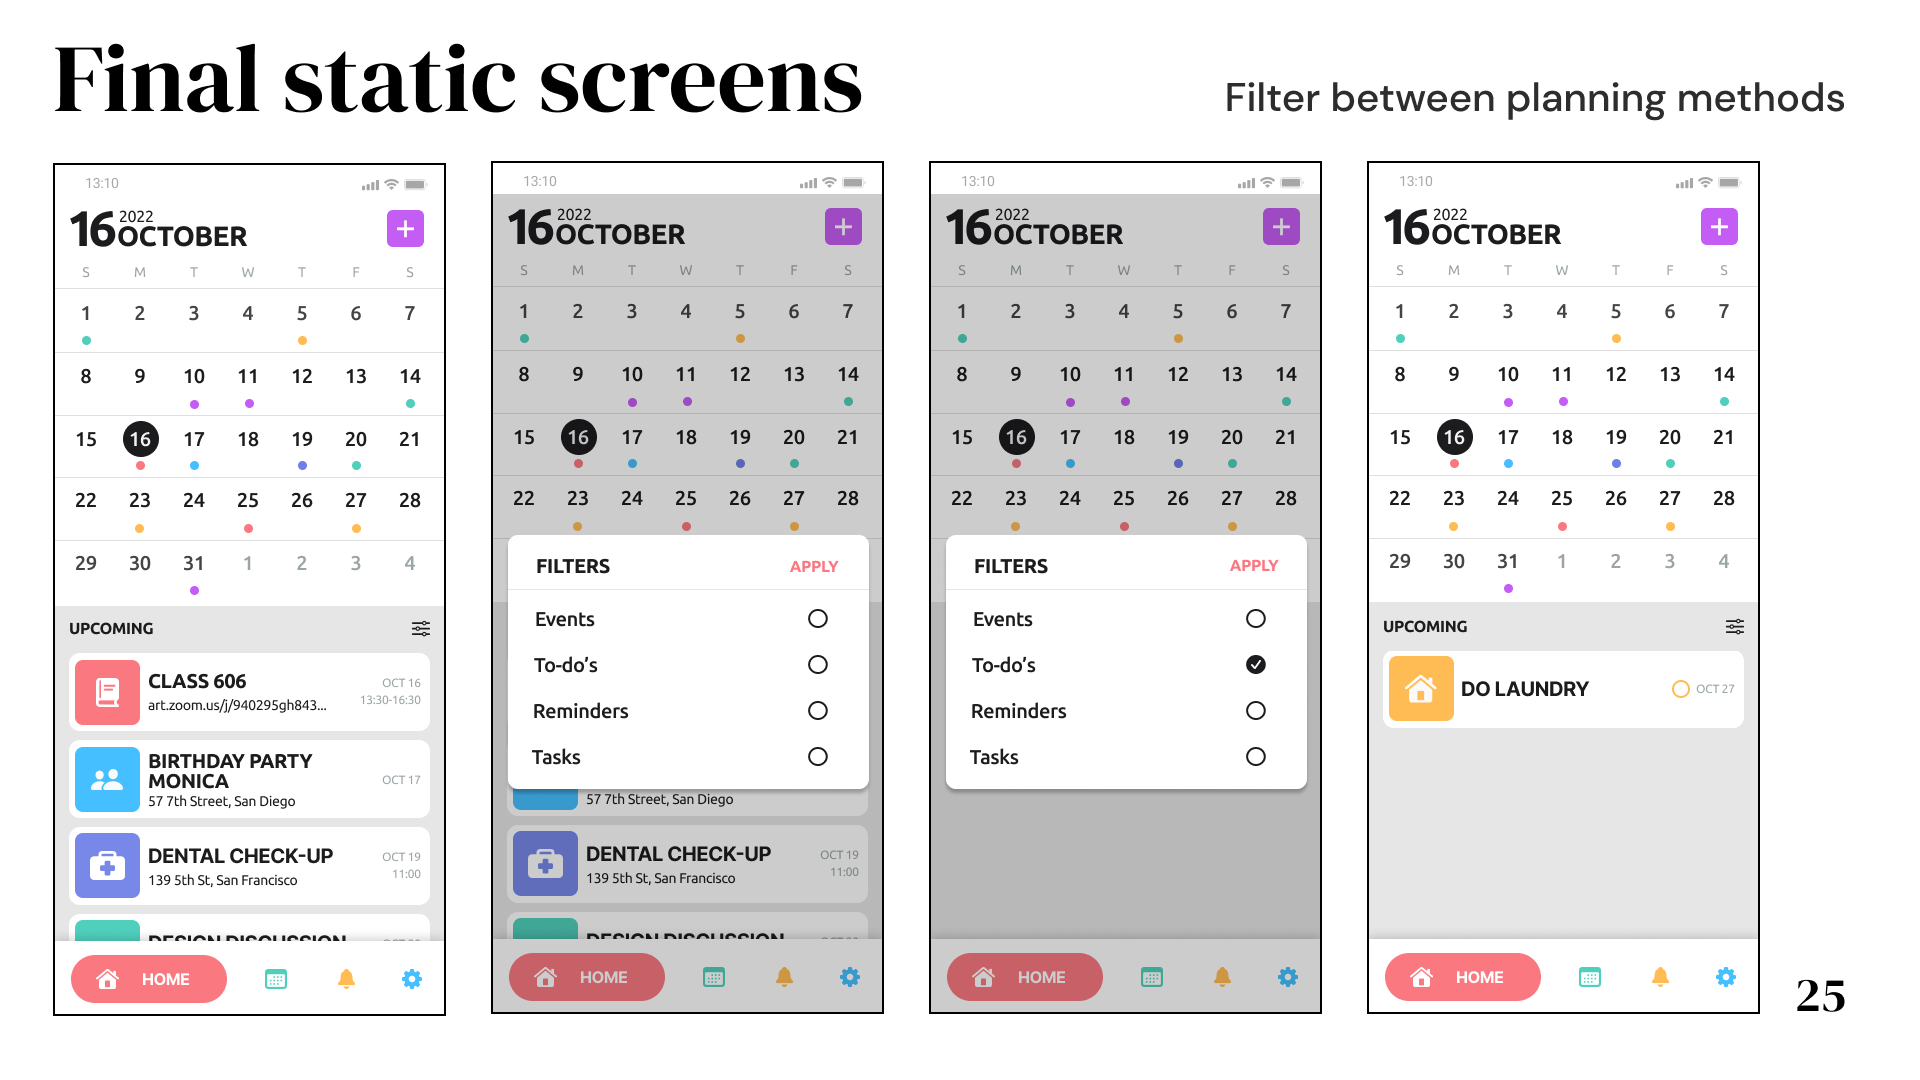 Final static screens
Filter between planning methods
13:10
2022
16 OCTOBER
S M T W T F S
1 2 3 4 5 6 7
8 9 10 11 12 13 14
15 16 17 18 19 20 21
22 23 24 25 26 27 28
29 30 31 1 2 3 4
UPCOMING
CLASS 606
OCT 16
art.zoom.us/j/940295gh843...
13:30-16:30
BIRTHDAY PARTY
MONICA
OCT 17
57 7th Street, San Diego
DENTAL CHECK-UP
OCT 19
139 5th St, San Francisco
11:00
DESIGN DISCUSSION
HOME
13:10
2022
16 OCTOBER
S M T W T F S
1 2 3 4 5 6 7
8 9 10 11 12 13 14
15 16 17 18 19 20 21
22 23 24 25 26 27 28
FILTERS APPLY
Events
To-do's
Reminders
Tasks
57 7th Street, San Diego
DENTAL CHECK-UP
OCT 19
139 5th St, San Francisco
11:00
DESIGN DISCUSSION
HOME
13:10
2022
16 OCTOBER
S M T W T F S
1 2 3 4 5 6 7
8 9 10 11 12 13 14
15 16 17 18 19 20 21
22 23 24 25 26 27 28
FILTERS APPLY
Events
To-do's
Reminders
Tasks
HOME
13:10
2022
16 OCTOBER
S M T W T F S
1 2 3 4 5 6 7
8 9 10 11 12 13 14
15 16 17 18 19 20 21
22 23 24 25 26 27 28
29 30 31 1 2 3 4
UPCOMING
DO LAUNDRY OCT 27
HOME
25